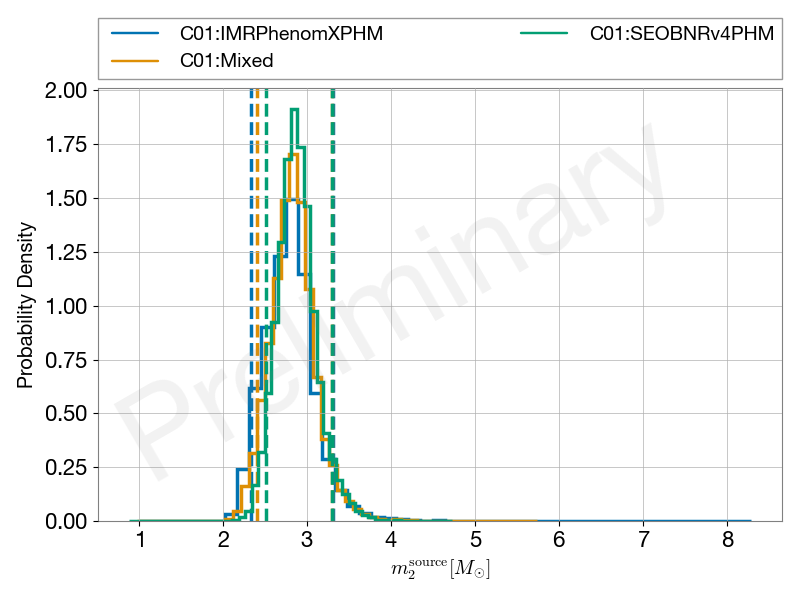 C01:IMRPhenomXPHM
C01:Mixed
C01:SEOBNRv4PHM
2.00
1.75
1.50
1.25
1.00
0.75
0.50
0.25
0.00
Probability Density
Preliminary
1 2 3 4 5 6 7 8
m₂^source [M⊙]